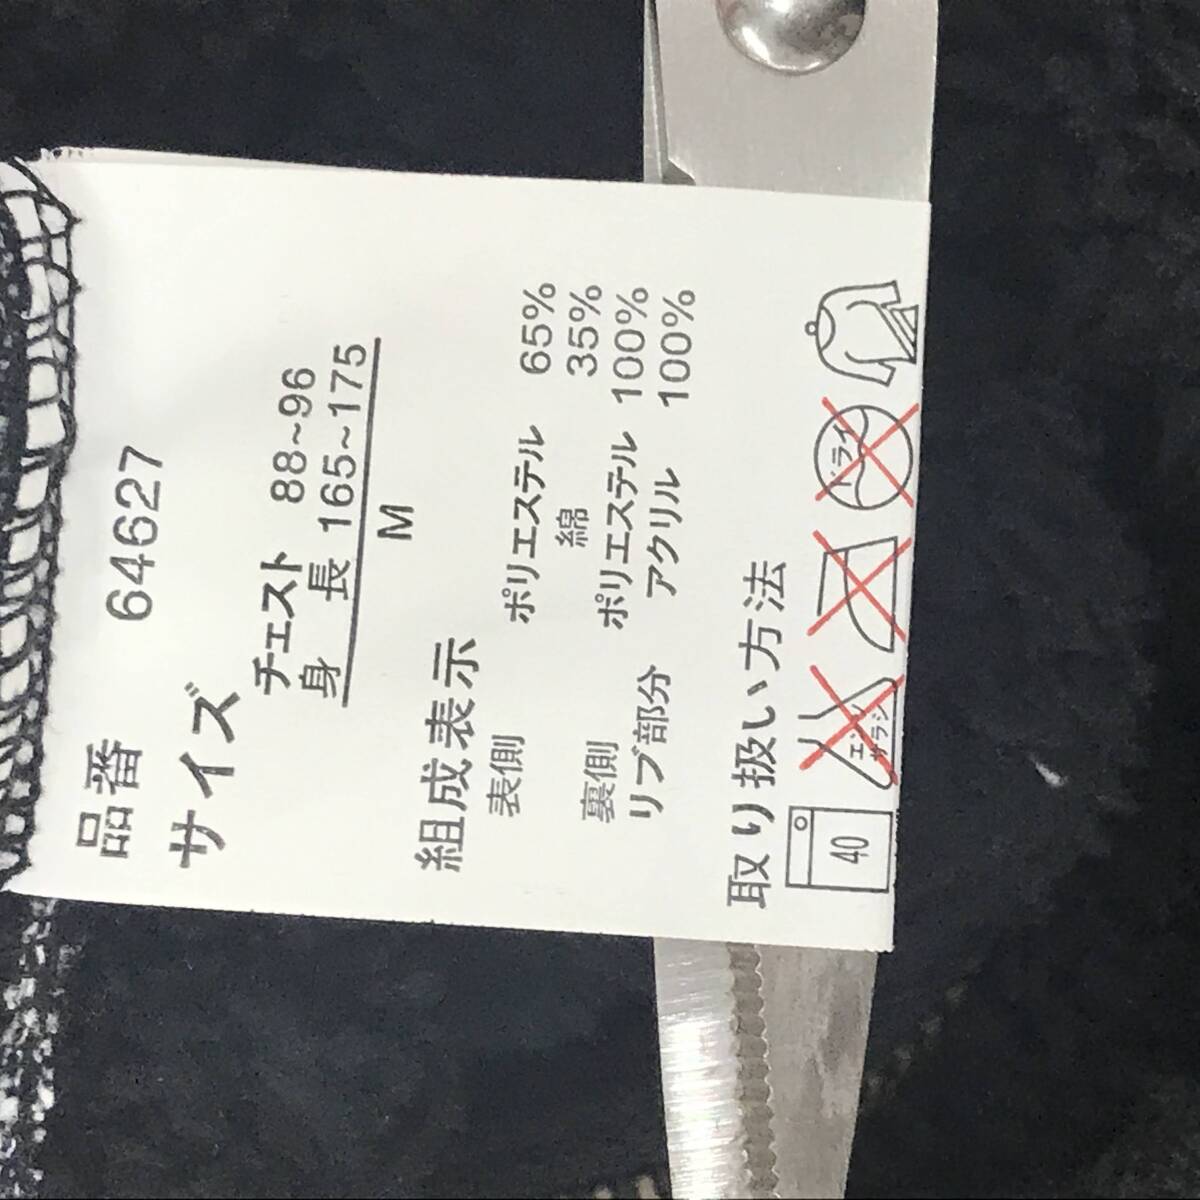 品番 64627
サイズ
チェスト 88~96
身長 165~175
M
組成表示
表側 ポリエステル 65%
綿 35%
裏側 ポリエステル 100%
リブ部分 アクリル 100%
取り扱い方法
40 エンソサラシ ドライ